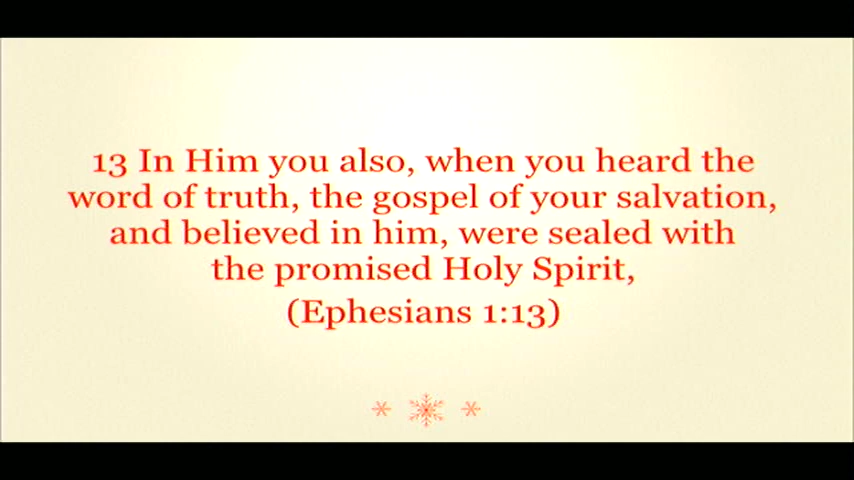 13 In Him you also, when you heard the
word of truth, the gospel of your salvation,
and believed in him, were sealed with
the promised Holy Spirit,
(Ephesians 1:13)